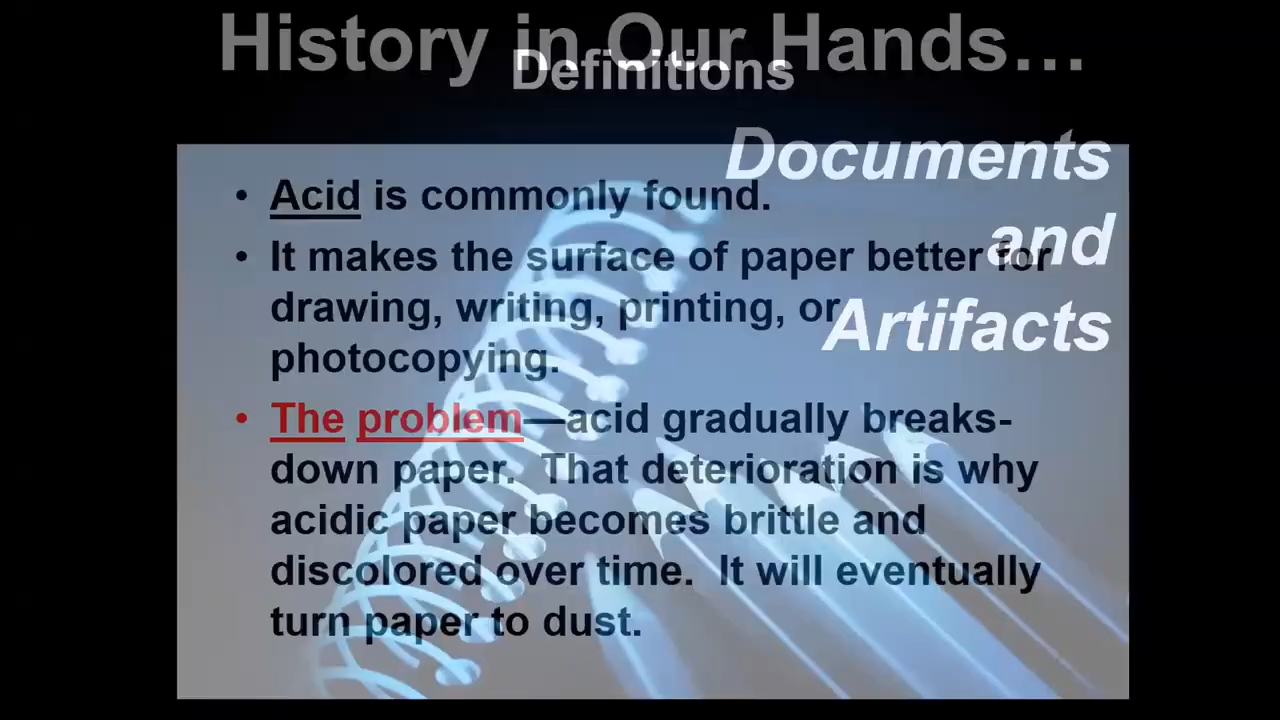 History in Our Hands…
Definitions
Documents
and
Artifacts
• Acid is commonly found.
• It makes the surface of paper better for
drawing, writing, printing, or
photocopying.
• The problem—acid gradually breaks-
down paper.  That deterioration is why
acidic paper becomes brittle and
discolored over time.  It will eventually
turn paper to dust.